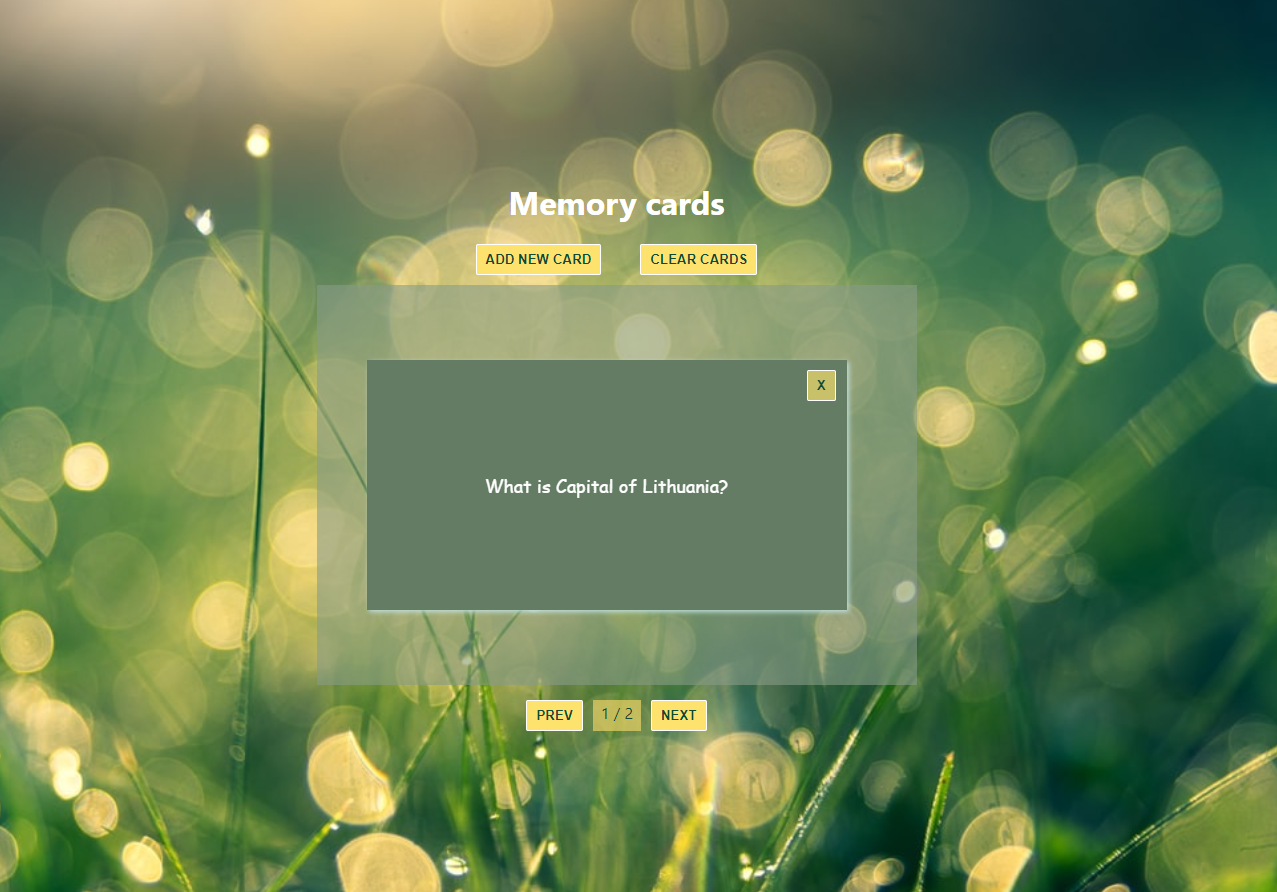 Memory cards
ADD NEW CARD CLEAR CARDS
X
What is Capital of Lithuania?
PREV 1 / 2 NEXT